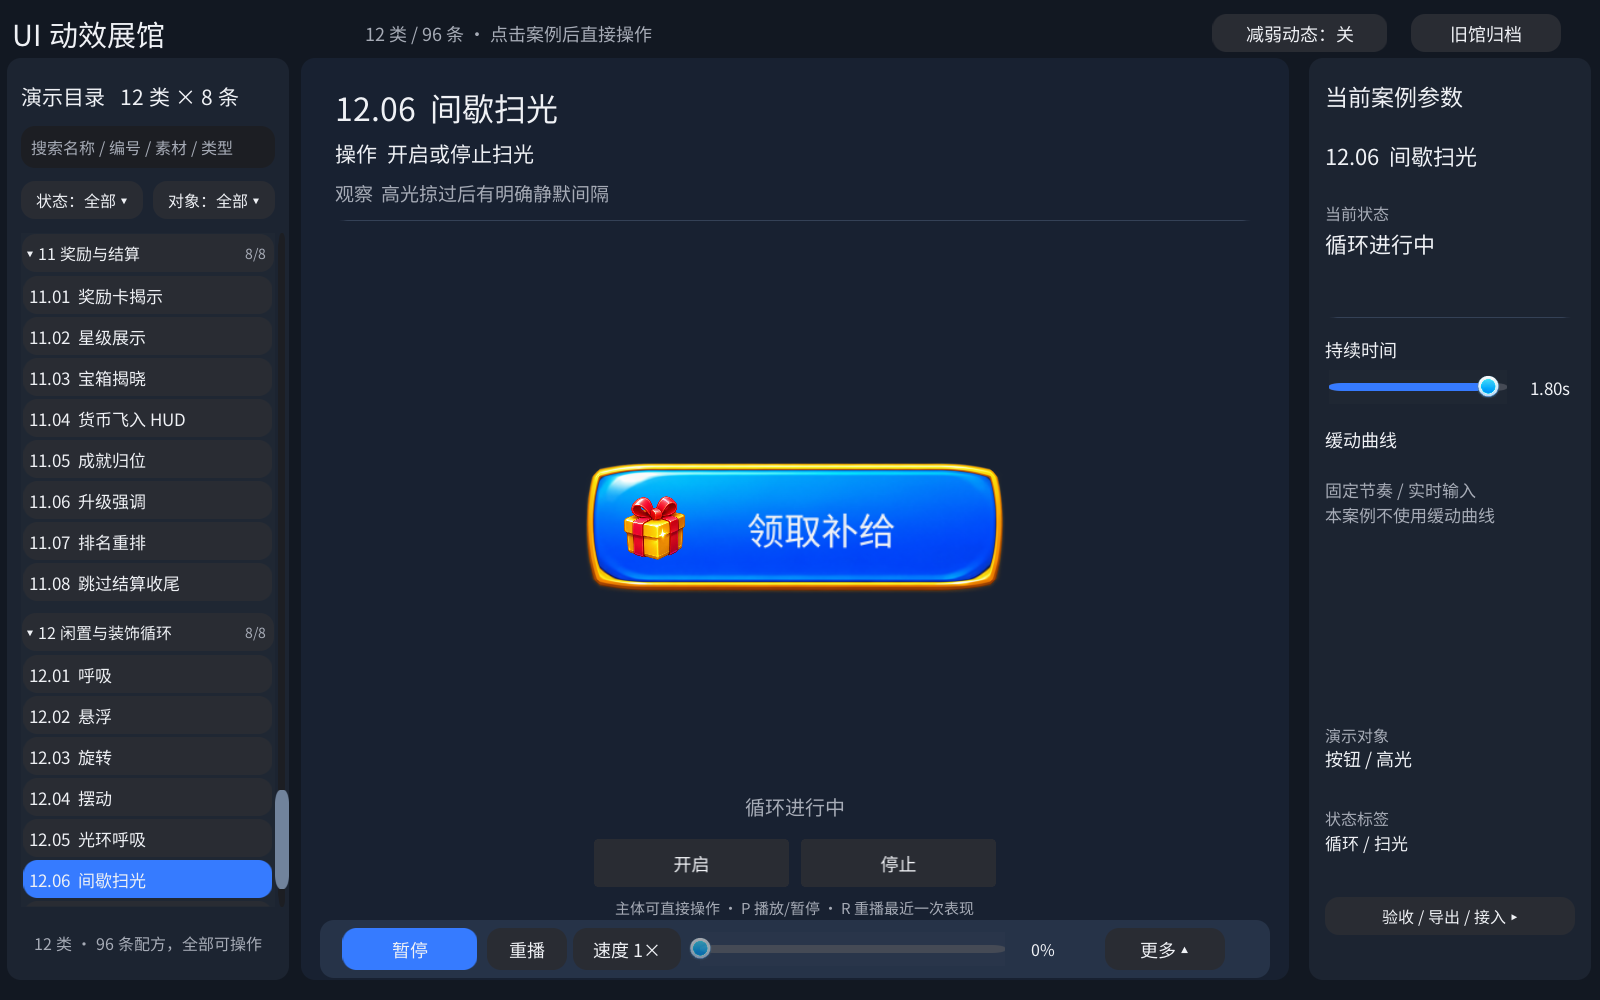 UI 动效展馆
12 类 / 96 条 · 点击案例后直接操作
减弱动态：关
旧馆归档
演示目录 12 类 × 8 条
搜索名称 / 编号 / 素材 / 类型
状态：全部 ▾
对象：全部 ▾
▾ 11 奖励与结算 8/8
11.01 奖励卡揭示
11.02 星级展示
11.03 宝箱揭晓
11.04 货币飞入 HUD
11.05 成就归位
11.06 升级强调
11.07 排名重排
11.08 跳过结算收尾
▾ 12 闲置与装饰循环 8/8
12.01 呼吸
12.02 悬浮
12.03 旋转
12.04 摆动
12.05 光环呼吸
12.06 间歇扫光
12 类 · 96 条配方，全部可操作
12.06 间歇扫光
操作 开启或停止扫光
观察 高光掠过后有明确静默间隔
领取补给
循环进行中
开启
停止
主体可直接操作 · P 播放/暂停 · R 重播最近一次表现
暂停
重播
速度 1×
0%
更多 ▴
当前案例参数
12.06 间歇扫光
当前状态
循环进行中
持续时间
1.80s
缓动曲线
固定节奏 / 实时输入
本案例不使用缓动曲线
演示对象
按钮 / 高光
状态标签
循环 / 扫光
验收 / 导出 / 接入 ▸